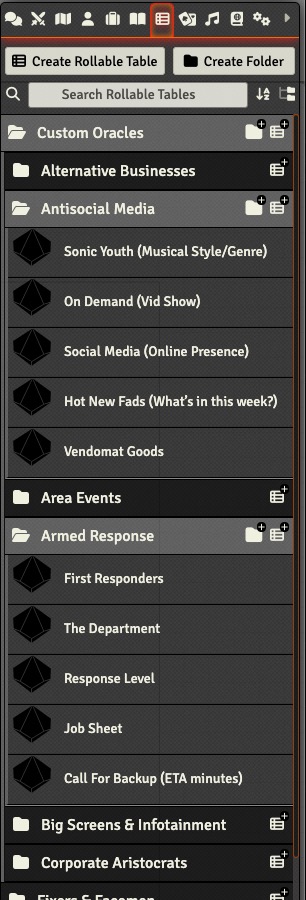 Create Rollable Table
Create Folder
Search Rollable Tables
Custom Oracles
Alternative Businesses
Antisocial Media
Sonic Youth (Musical Style/Genre)
On Demand (Vid Show)
Social Media (Online Presence)
Hot New Fads (What's in this week?)
Vendomat Goods
Area Events
Armed Response
First Responders
The Department
Response Level
Job Sheet
Call For Backup (ETA minutes)
Big Screens & Infotainment
Corporate Aristocrats